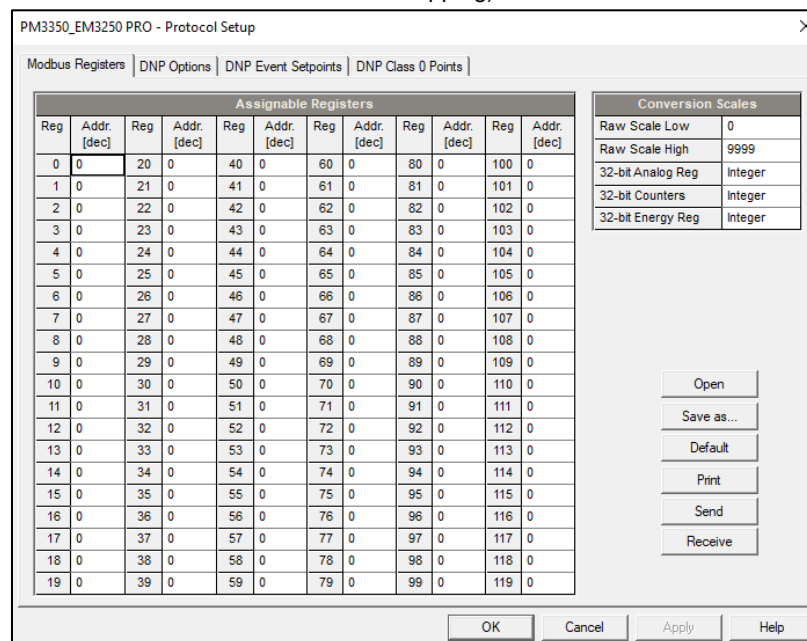 PM3350_EM3250 PRO - Protocol Setup
Modbus Registers DNP Options DNP Event Setpoints DNP Class 0 Points
Assignable Registers
Reg Addr. [dec] Reg Addr. [dec] Reg Addr. [dec] Reg Addr. [dec] Reg Addr. [dec] Reg Addr. [dec]
0 0 20 0 40 0 60 0 80 0 100 0
1 0 21 0 41 0 61 0 81 0 101 0
2 0 22 0 42 0 62 0 82 0 102 0
3 0 23 0 43 0 63 0 83 0 103 0
4 0 24 0 44 0 64 0 84 0 104 0
5 0 25 0 45 0 65 0 85 0 105 0
6 0 26 0 46 0 66 0 86 0 106 0
7 0 27 0 47 0 67 0 87 0 107 0
8 0 28 0 48 0 68 0 88 0 108 0
9 0 29 0 49 0 69 0 89 0 109 0
10 0 30 0 50 0 70 0 90 0 110 0
11 0 31 0 51 0 71 0 91 0 111 0
12 0 32 0 52 0 72 0 92 0 112 0
13 0 33 0 53 0 73 0 93 0 113 0
14 0 34 0 54 0 74 0 94 0 114 0
15 0 35 0 55 0 75 0 95 0 115 0
16 0 36 0 56 0 76 0 96 0 116 0
17 0 37 0 57 0 77 0 97 0 117 0
18 0 38 0 58 0 78 0 98 0 118 0
19 0 39 0 59 0 79 0 99 0 119 0
Conversion Scales
Raw Scale Low 0
Raw Scale High 9999
32-bit Analog Reg Integer
32-bit Counters Integer
32-bit Energy Reg Integer
Open
Save as...
Default
Print
Send
Receive
OK Cancel Apply Help